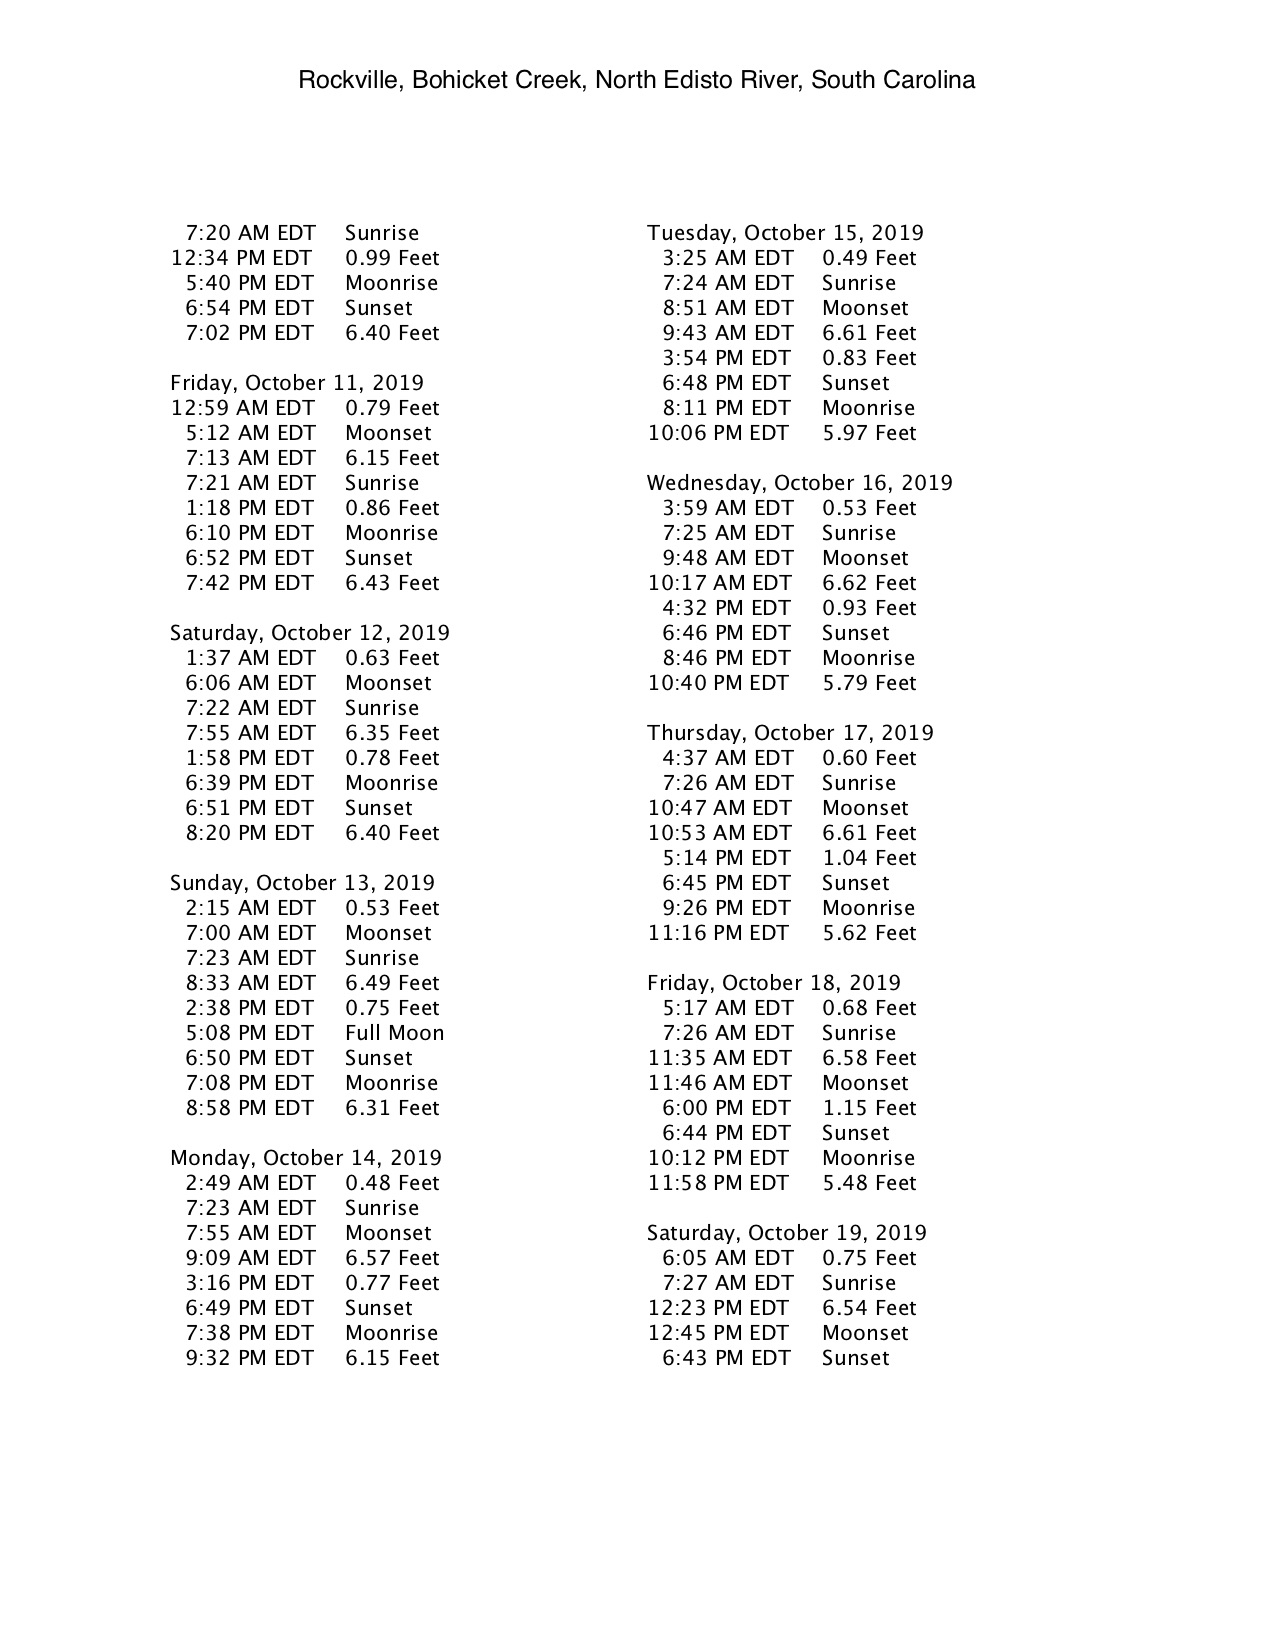 Rockville, Bohicket Creek, North Edisto River, South Carolina
7:20 AM EDT Sunrise
12:34 PM EDT 0.99 Feet
5:40 PM EDT Moonrise
6:54 PM EDT Sunset
7:02 PM EDT 6.40 Feet
Friday, October 11, 2019
12:59 AM EDT 0.79 Feet
5:12 AM EDT Moonset
7:13 AM EDT 6.15 Feet
7:21 AM EDT Sunrise
1:18 PM EDT 0.86 Feet
6:10 PM EDT Moonrise
6:52 PM EDT Sunset
7:42 PM EDT 6.43 Feet
Saturday, October 12, 2019
1:37 AM EDT 0.63 Feet
6:06 AM EDT Moonset
7:22 AM EDT Sunrise
7:55 AM EDT 6.35 Feet
1:58 PM EDT 0.78 Feet
6:39 PM EDT Moonrise
6:51 PM EDT Sunset
8:20 PM EDT 6.40 Feet
Sunday, October 13, 2019
2:15 AM EDT 0.53 Feet
7:00 AM EDT Moonset
7:23 AM EDT Sunrise
8:33 AM EDT 6.49 Feet
2:38 PM EDT 0.75 Feet
5:08 PM EDT Full Moon
6:50 PM EDT Sunset
7:08 PM EDT Moonrise
8:58 PM EDT 6.31 Feet
Monday, October 14, 2019
2:49 AM EDT 0.48 Feet
7:23 AM EDT Sunrise
7:55 AM EDT Moonset
9:09 AM EDT 6.57 Feet
3:16 PM EDT 0.77 Feet
6:49 PM EDT Sunset
7:38 PM EDT Moonrise
9:32 PM EDT 6.15 Feet
Tuesday, October 15, 2019
3:25 AM EDT 0.49 Feet
7:24 AM EDT Sunrise
8:51 AM EDT Moonset
9:43 AM EDT 6.61 Feet
3:54 PM EDT 0.83 Feet
6:48 PM EDT Sunset
8:11 PM EDT Moonrise
10:06 PM EDT 5.97 Feet
Wednesday, October 16, 2019
3:59 AM EDT 0.53 Feet
7:25 AM EDT Sunrise
9:48 AM EDT Moonset
10:17 AM EDT 6.62 Feet
4:32 PM EDT 0.93 Feet
6:46 PM EDT Sunset
8:46 PM EDT Moonrise
10:40 PM EDT 5.79 Feet
Thursday, October 17, 2019
4:37 AM EDT 0.60 Feet
7:26 AM EDT Sunrise
10:47 AM EDT Moonset
10:53 AM EDT 6.61 Feet
5:14 PM EDT 1.04 Feet
6:45 PM EDT Sunset
9:26 PM EDT Moonrise
11:16 PM EDT 5.62 Feet
Friday, October 18, 2019
5:17 AM EDT 0.68 Feet
7:26 AM EDT Sunrise
11:35 AM EDT 6.58 Feet
11:46 AM EDT Moonset
6:00 PM EDT 1.15 Feet
6:44 PM EDT Sunset
10:12 PM EDT Moonrise
11:58 PM EDT 5.48 Feet
Saturday, October 19, 2019
6:05 AM EDT 0.75 Feet
7:27 AM EDT Sunrise
12:23 PM EDT 6.54 Feet
12:45 PM EDT Moonset
6:43 PM EDT Sunset